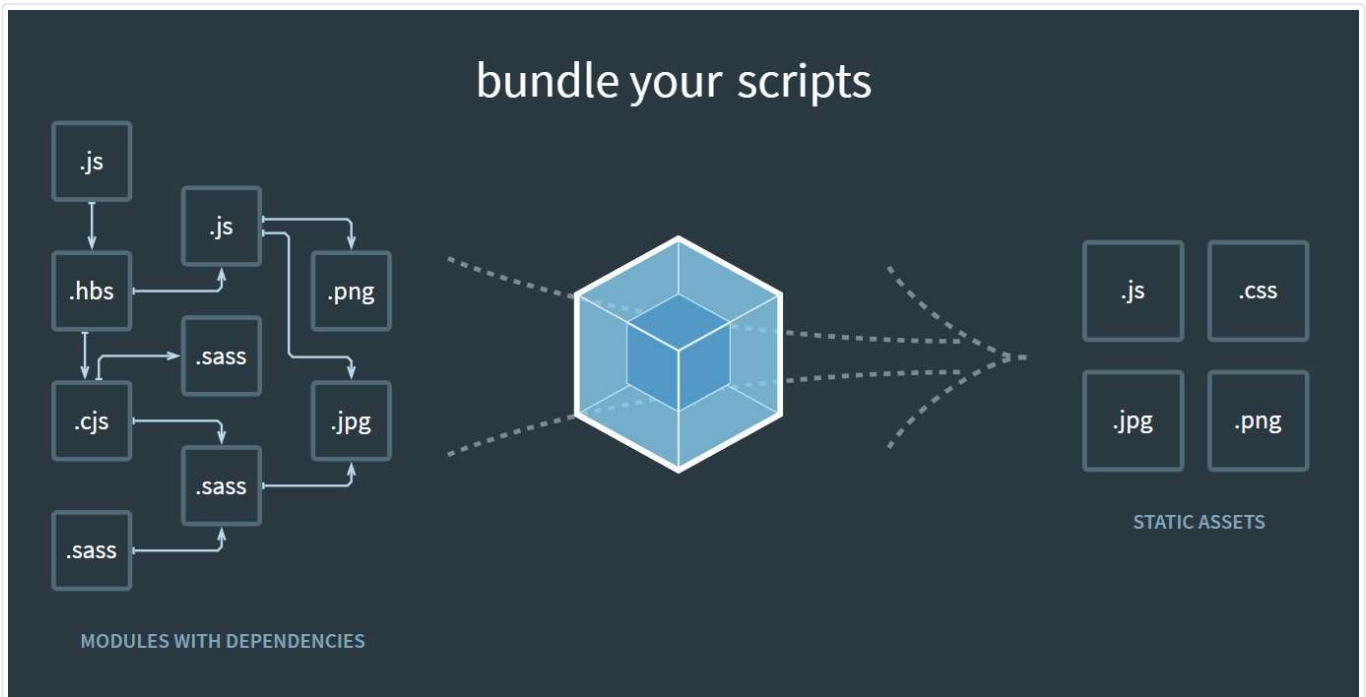 bundle your scripts
.js
.js
.hbs
.png
.sass
.cjs
.jpg
.sass
.sass
MODULES WITH DEPENDENCIES
.js
.css
.jpg
.png
STATIC ASSETS